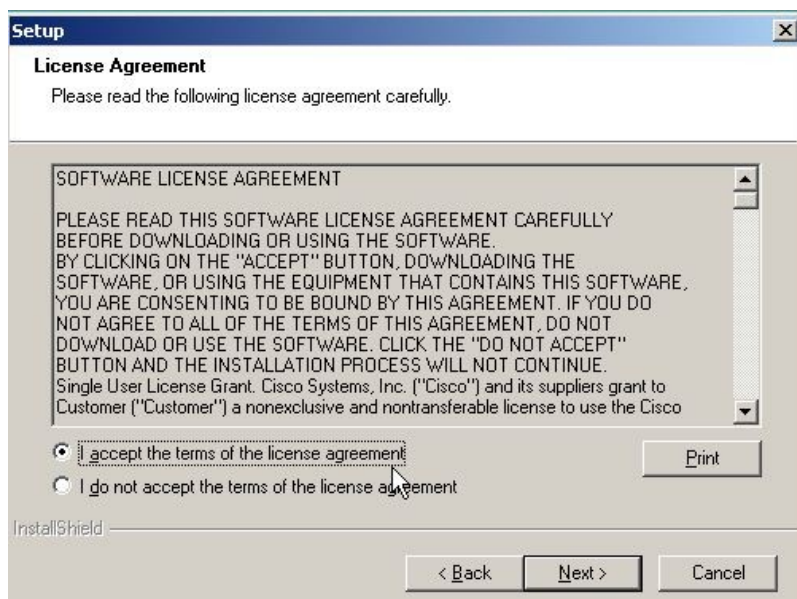 Setup
License Agreement
Please read the following license agreement carefully.
SOFTWARE LICENSE AGREEMENT
PLEASE READ THIS SOFTWARE LICENSE AGREEMENT CAREFULLY
BEFORE DOWNLOADING OR USING THE SOFTWARE.
BY CLICKING ON THE "ACCEPT" BUTTON, DOWNLOADING THE
SOFTWARE, OR USING THE EQUIPMENT THAT CONTAINS THIS SOFTWARE,
YOU ARE CONSENTING TO BE BOUND BY THIS AGREEMENT. IF YOU DO
NOT AGREE TO ALL OF THE TERMS OF THIS AGREEMENT, DO NOT
DOWNLOAD OR USE THE SOFTWARE. CLICK THE "DO NOT ACCEPT"
BUTTON AND THE INSTALLATION PROCESS WILL NOT CONTINUE.
Single User License Grant. Cisco Systems, Inc. ("Cisco") and its suppliers grant to
Customer ("Customer") a nonexclusive and nontransferable license to use the Cisco
I accept the terms of the license agreement
Print
I do not accept the terms of the license agreement
InstallShield
< Back
Next >
Cancel